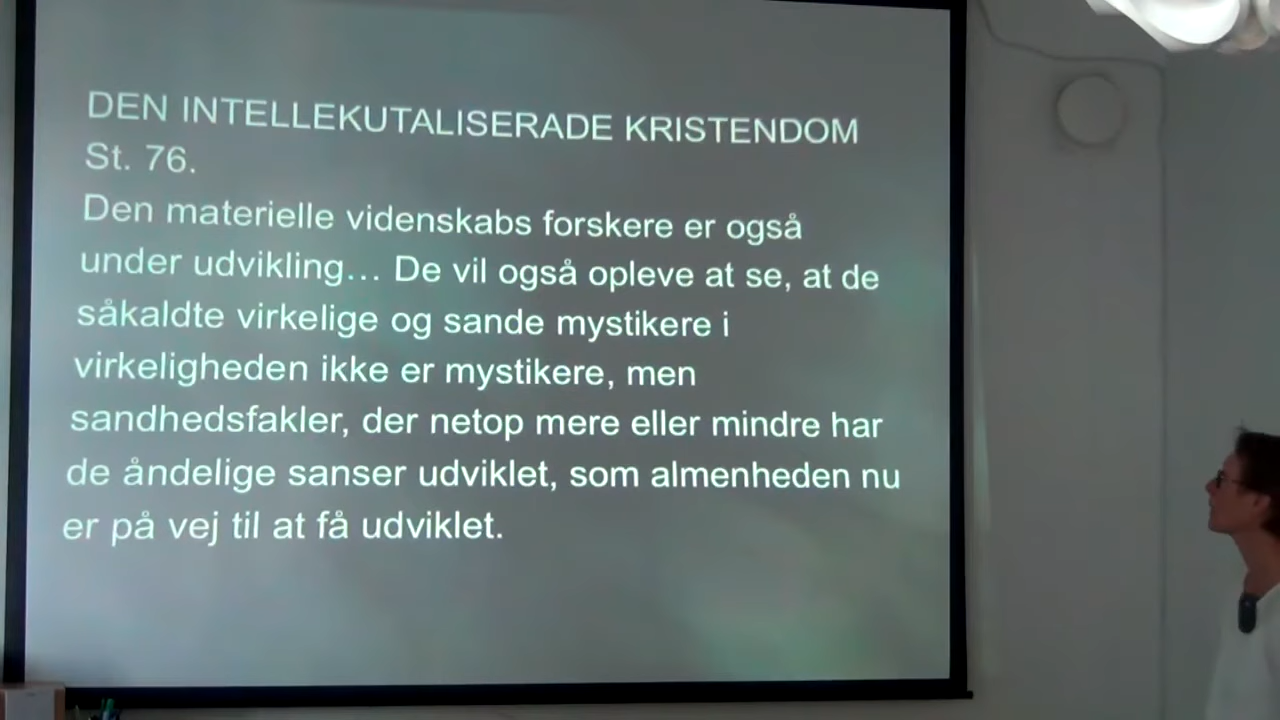 DEN INTELLEKUTALISERADE KRISTENDOM
St. 76.
Den materielle videnskabs forskere er også
under udvikling... De vil også opleve at se, at de
såkaldte virkelige og sande mystikere i
virkeligheden ikke er mystikere, men
sandhedsfakler, der netop mere eller mindre har
de åndelige sanser udviklet, som almenheden nu
er på vej til at få udviklet.